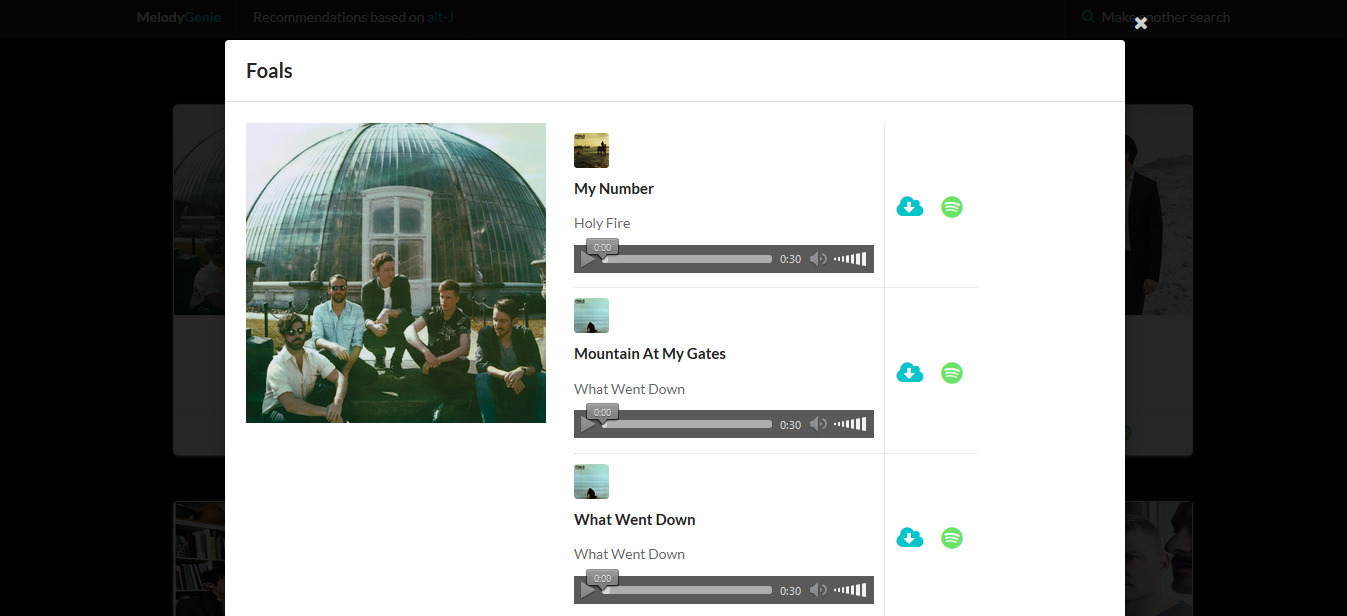 MelodyGenie
Recommendations based on alt-J
Make another search
Foals
My Number
Holy Fire
0:00
0:30
Mountain At My Gates
What Went Down
0:00
0:30
What Went Down
What Went Down
0:00
0:30